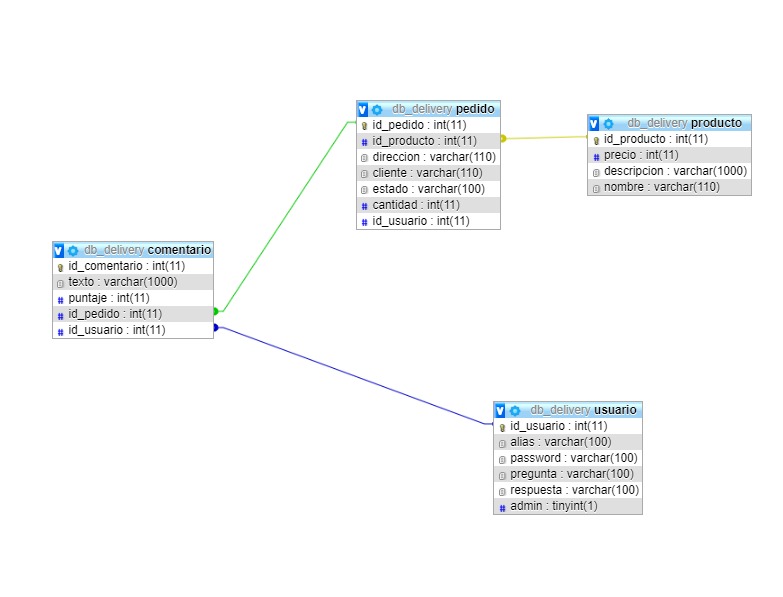 db_delivery pedido
id_pedido : int(11)
id_producto : int(11)
direccion : varchar(110)
cliente : varchar(110)
estado : varchar(100)
cantidad : int(11)
id_usuario : int(11)
db_delivery producto
id_producto : int(11)
precio : int(11)
descripcion : varchar(1000)
nombre : varchar(110)
db_delivery comentario
id_comentario : int(11)
texto : varchar(1000)
puntaje : int(11)
id_pedido : int(11)
id_usuario : int(11)
db_delivery usuario
id_usuario : int(11)
alias : varchar(100)
password : varchar(100)
pregunta : varchar(100)
respuesta : varchar(100)
admin : tinyint(1)